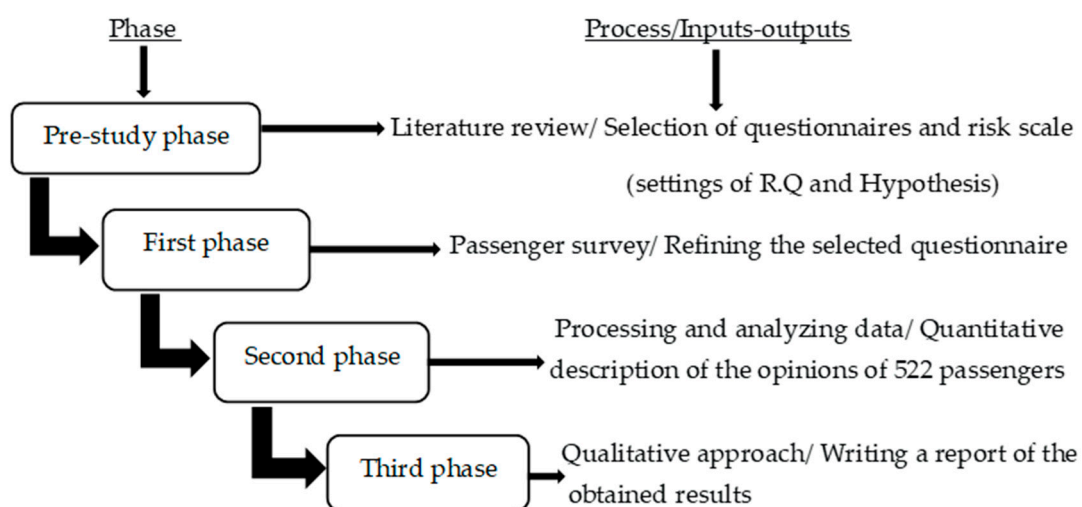 Phase
Process/Inputs-outputs
Pre-study phase
Literature review/ Selection of questionnaires and risk scale
(settings of R.Q and Hypothesis)
First phase
Passenger survey/ Refining the selected questionnaire
Second phase
Processing and analyzing data/ Quantitative
description of the opinions of 522 passengers
Third phase
Qualitative approach/ Writing a report of the
obtained results